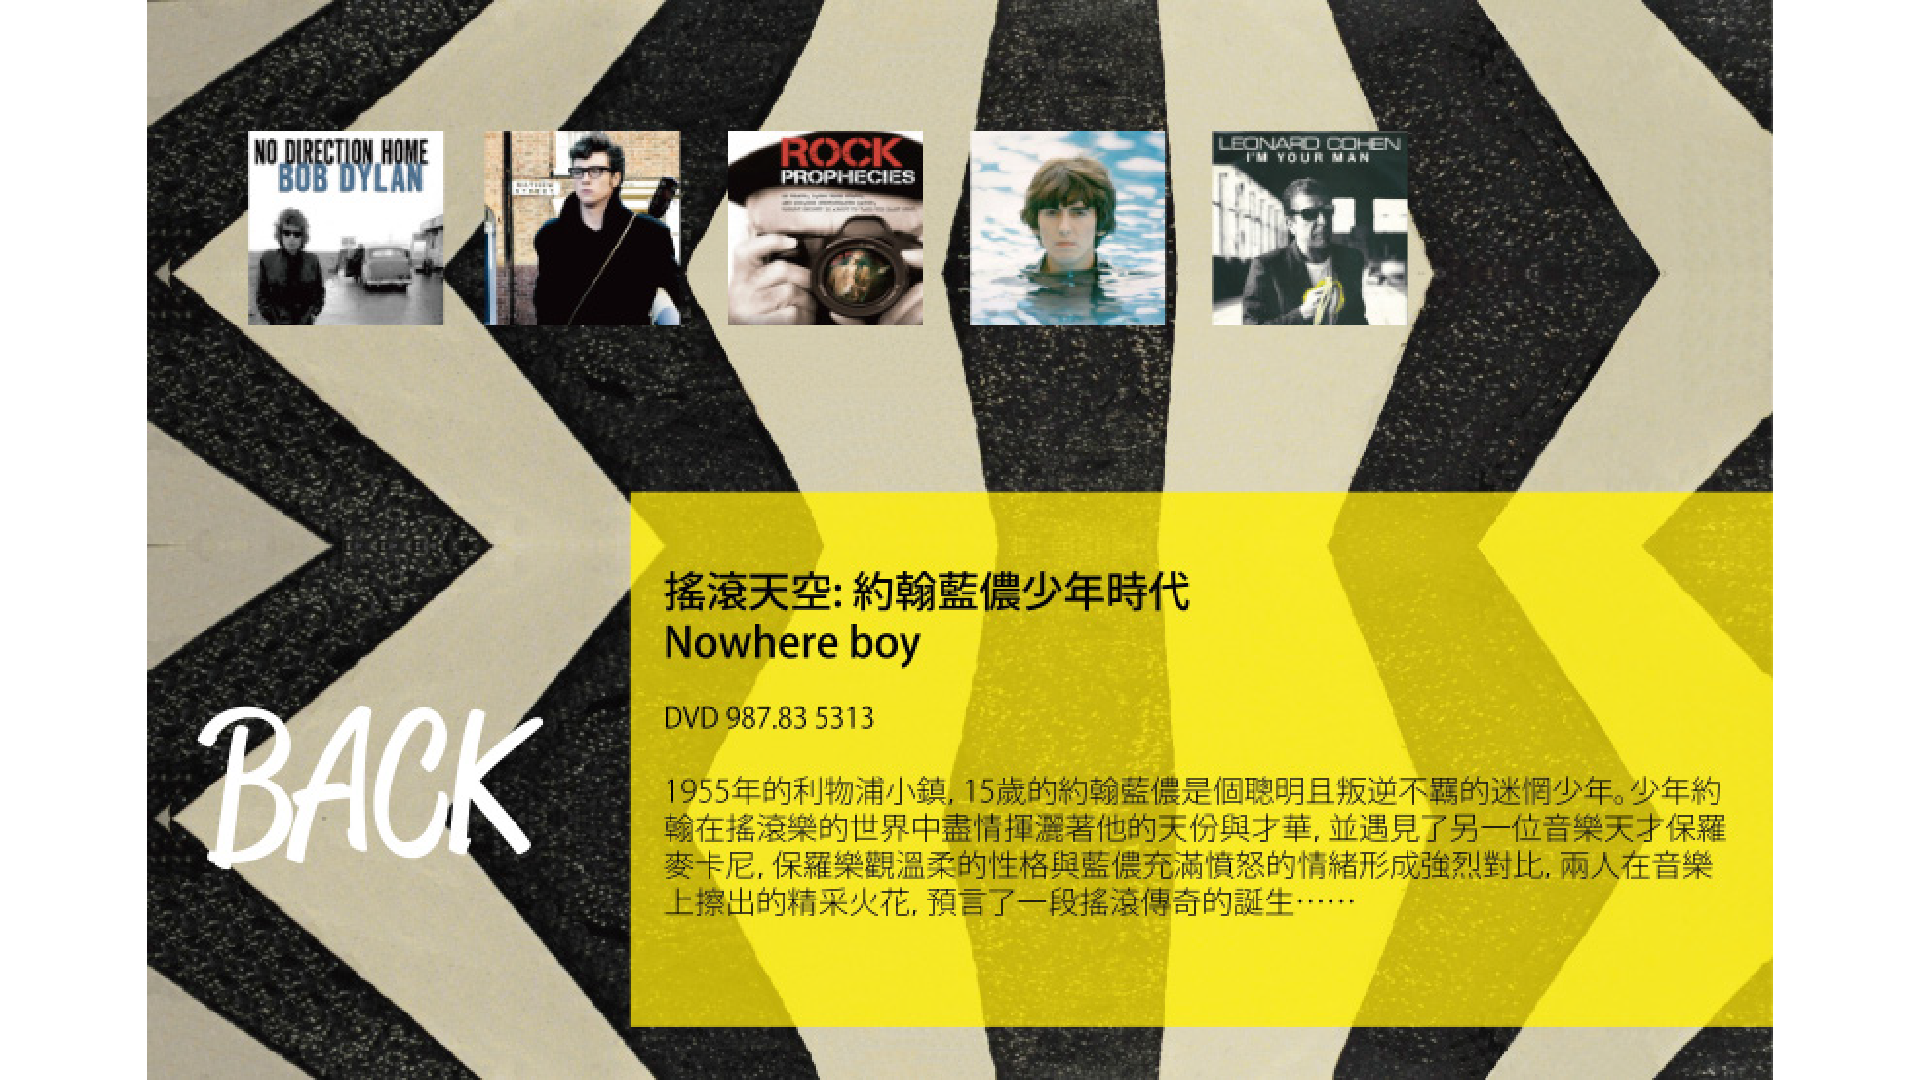 NO DIRECTION HOME
BOB DYLAN
MATHEW
STREET
ROCK
PROPHECIES
LEONARD COHEN
I'M YOUR MAN
搖滾天空: 約翰藍儂少年時代
Nowhere boy
DVD 987.83 5313
1955年的利物浦小鎮, 15歲的約翰藍儂是個聰明且叛逆不羈的迷惘少年。少年約
翰在搖滾樂的世界中盡情揮灑著他的天份與才華, 並遇見了另一位音樂天才保羅
麥卡尼, 保羅樂觀溫柔的性格與藍儂充滿憤怒的情緒形成強烈對比, 兩人在音樂
上擦出的精采火花, 預言了一段搖滾傳奇的誕生⋯⋯
BACK